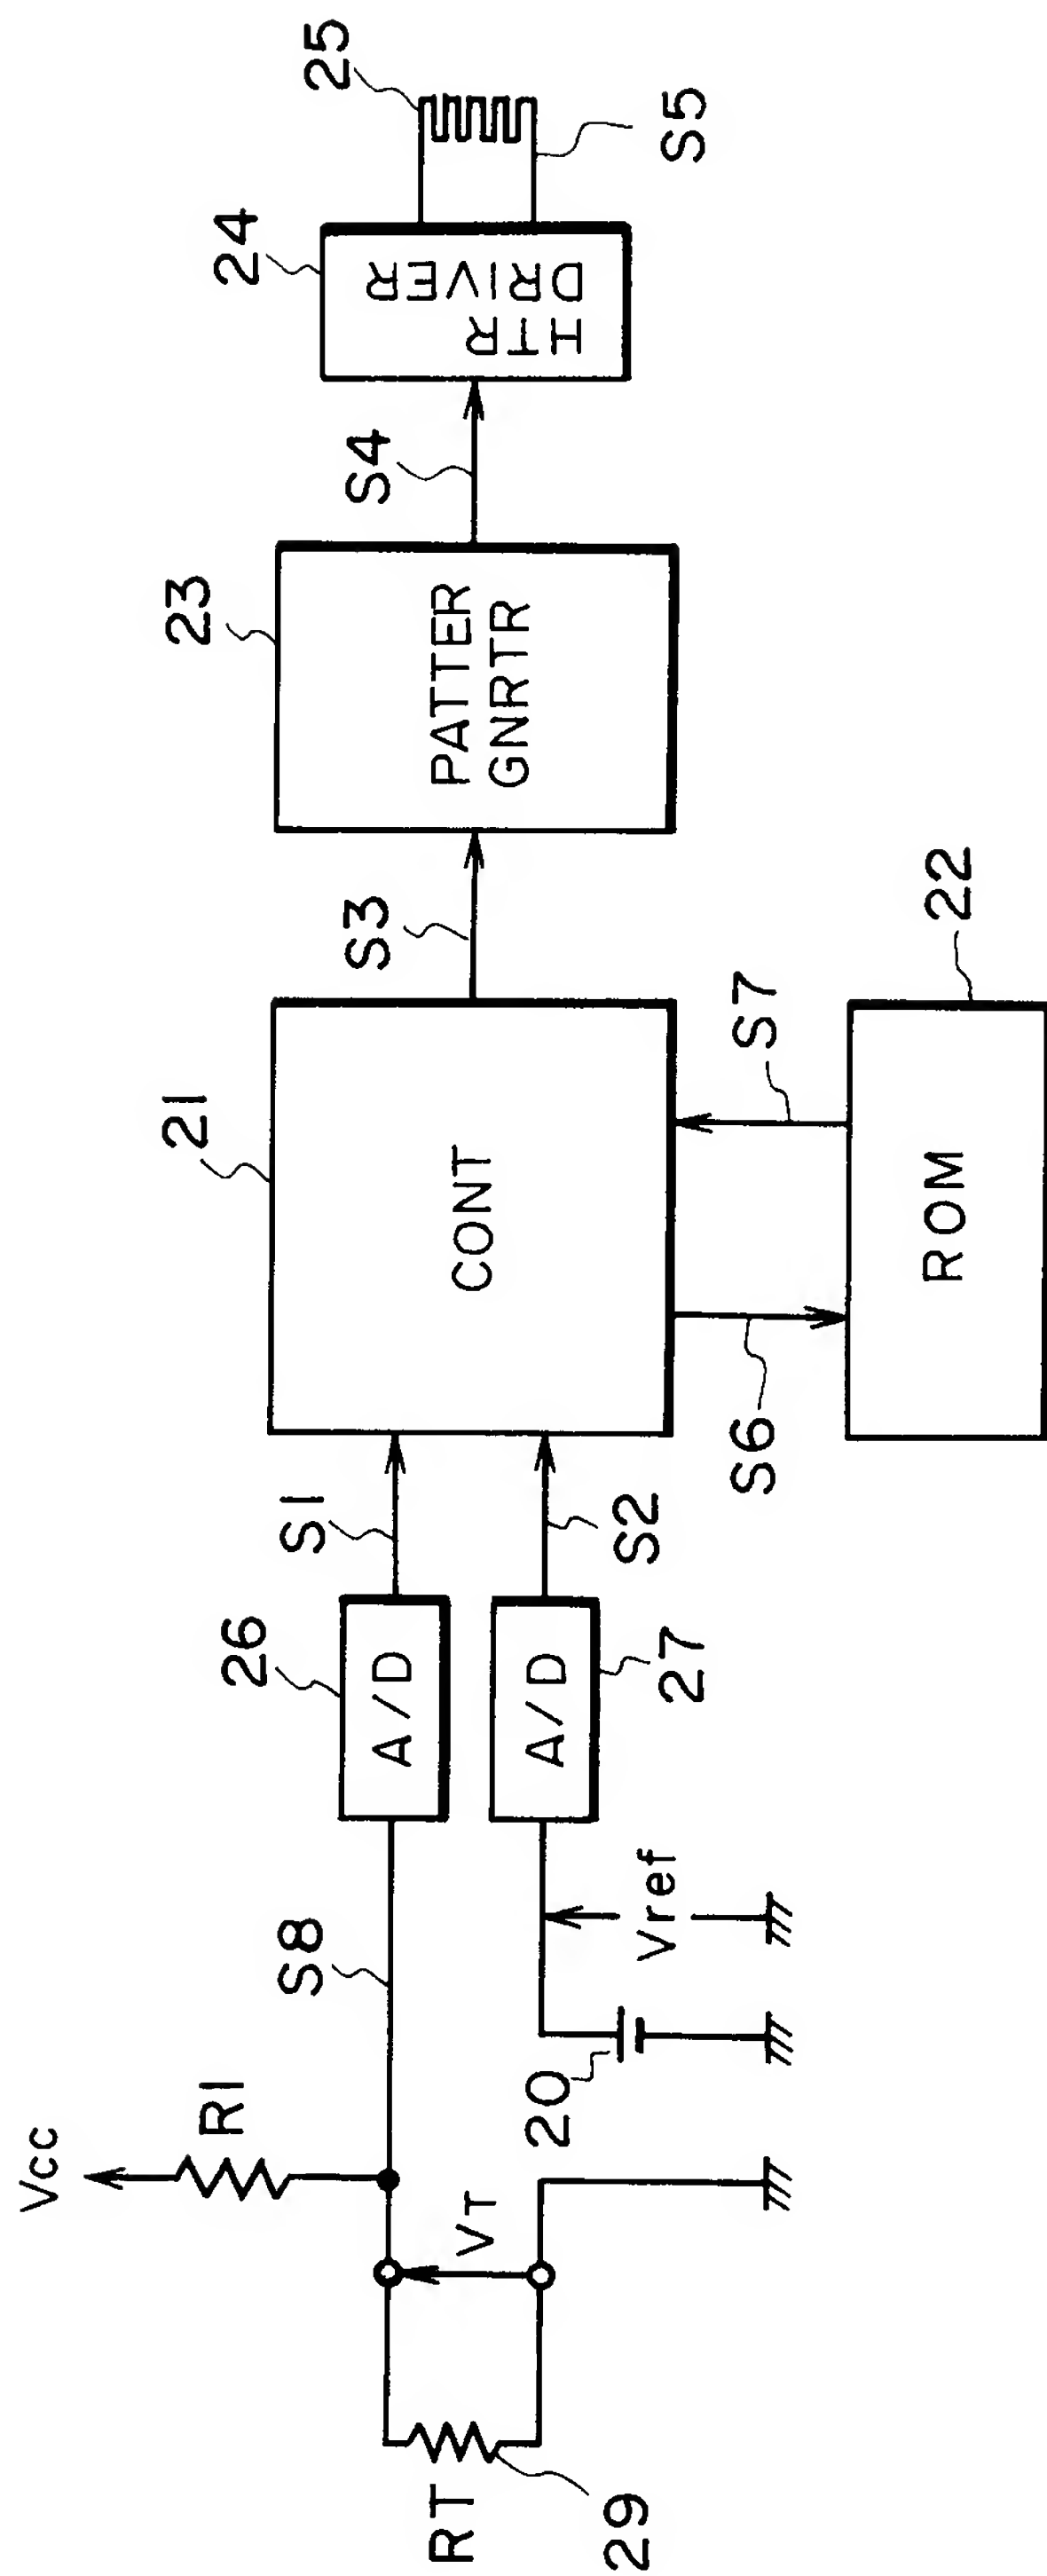 Vcc
R1
S8
VT
RT
29
20
Vref
26
A/D
S1
A/D
27
S2
21
CONT
S6
S7
ROM
22
S3
23
PATTER
GNRTR
S4
24
HTR
DRIVER
25
S5